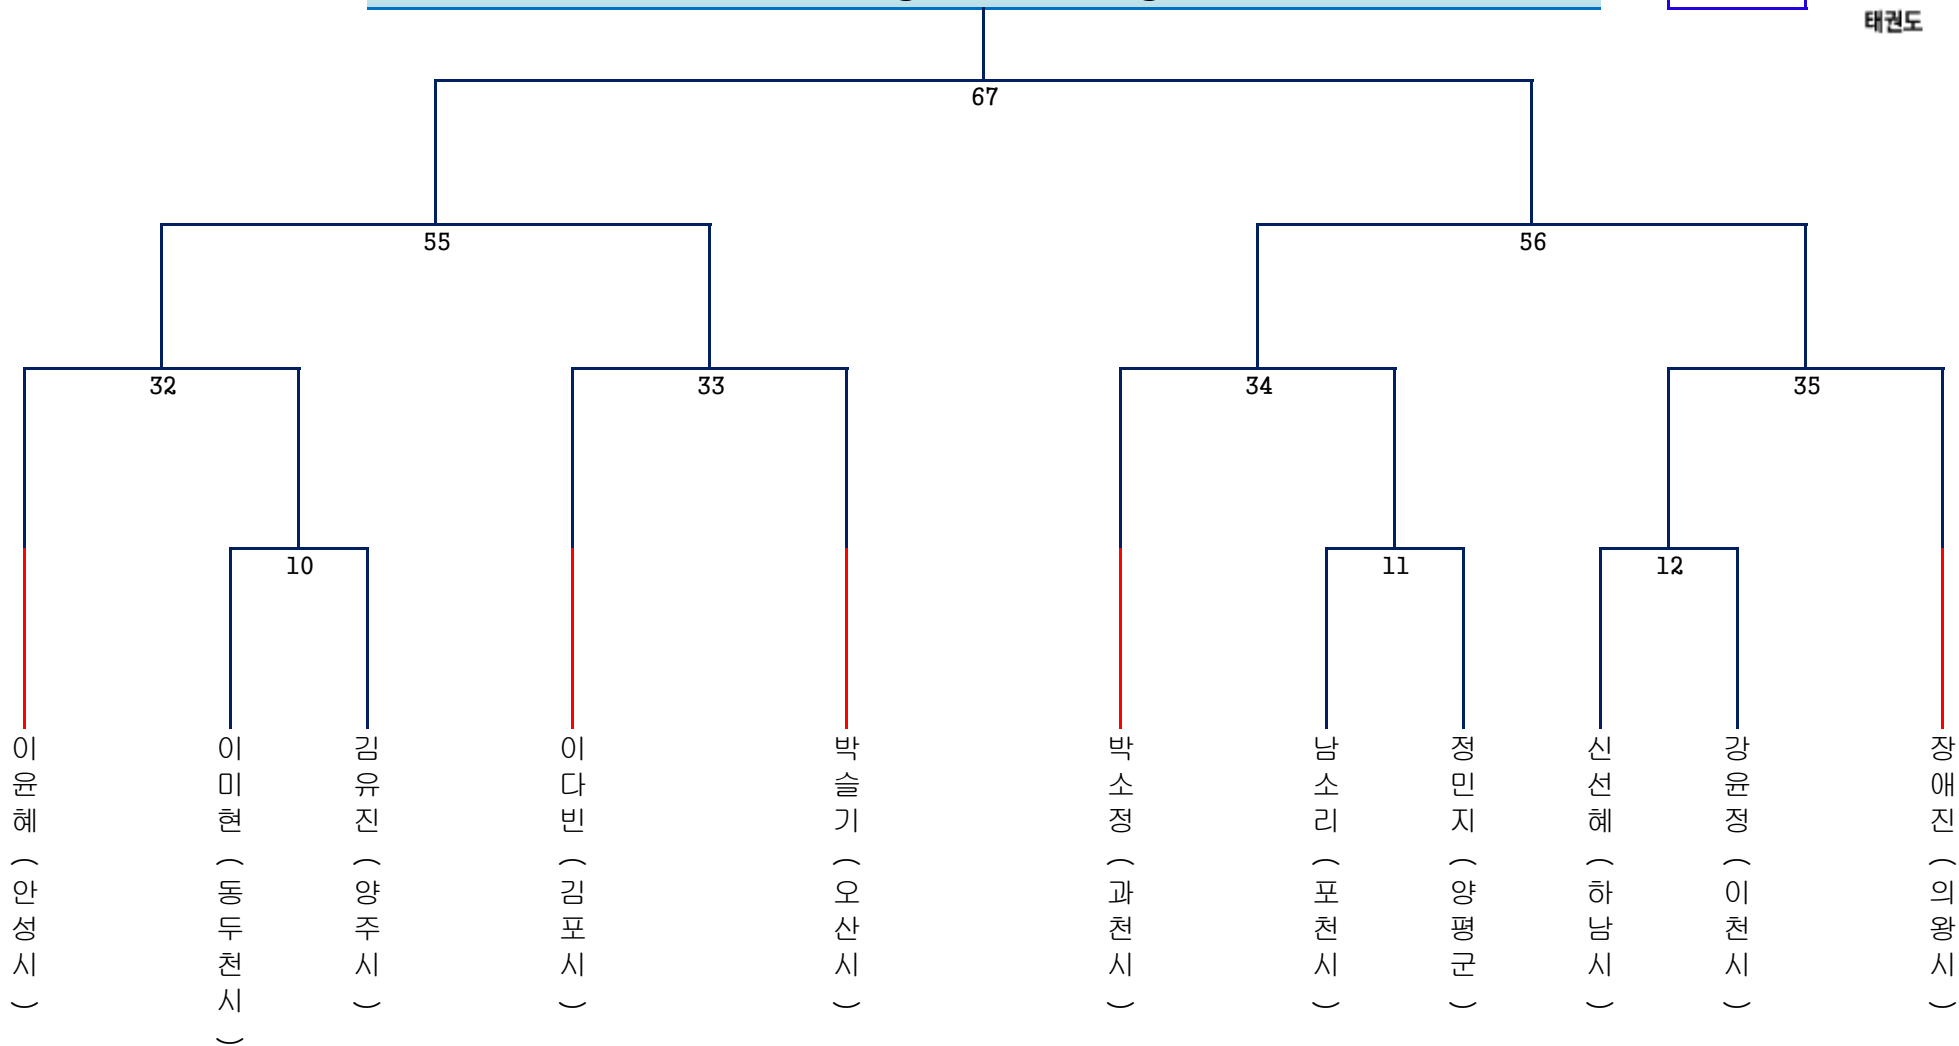 태권도
67
55
56
32
33
34
35
10
11
12
이윤혜(안성시)
이미현(동두천시)
김유진(양주시)
이다빈(김포시)
박슬기(오산시)
박소정(과천시)
남소리(포천시)
정민지(양평군)
신선혜(하남시)
강윤정(이천시)
장애진(의왕시)